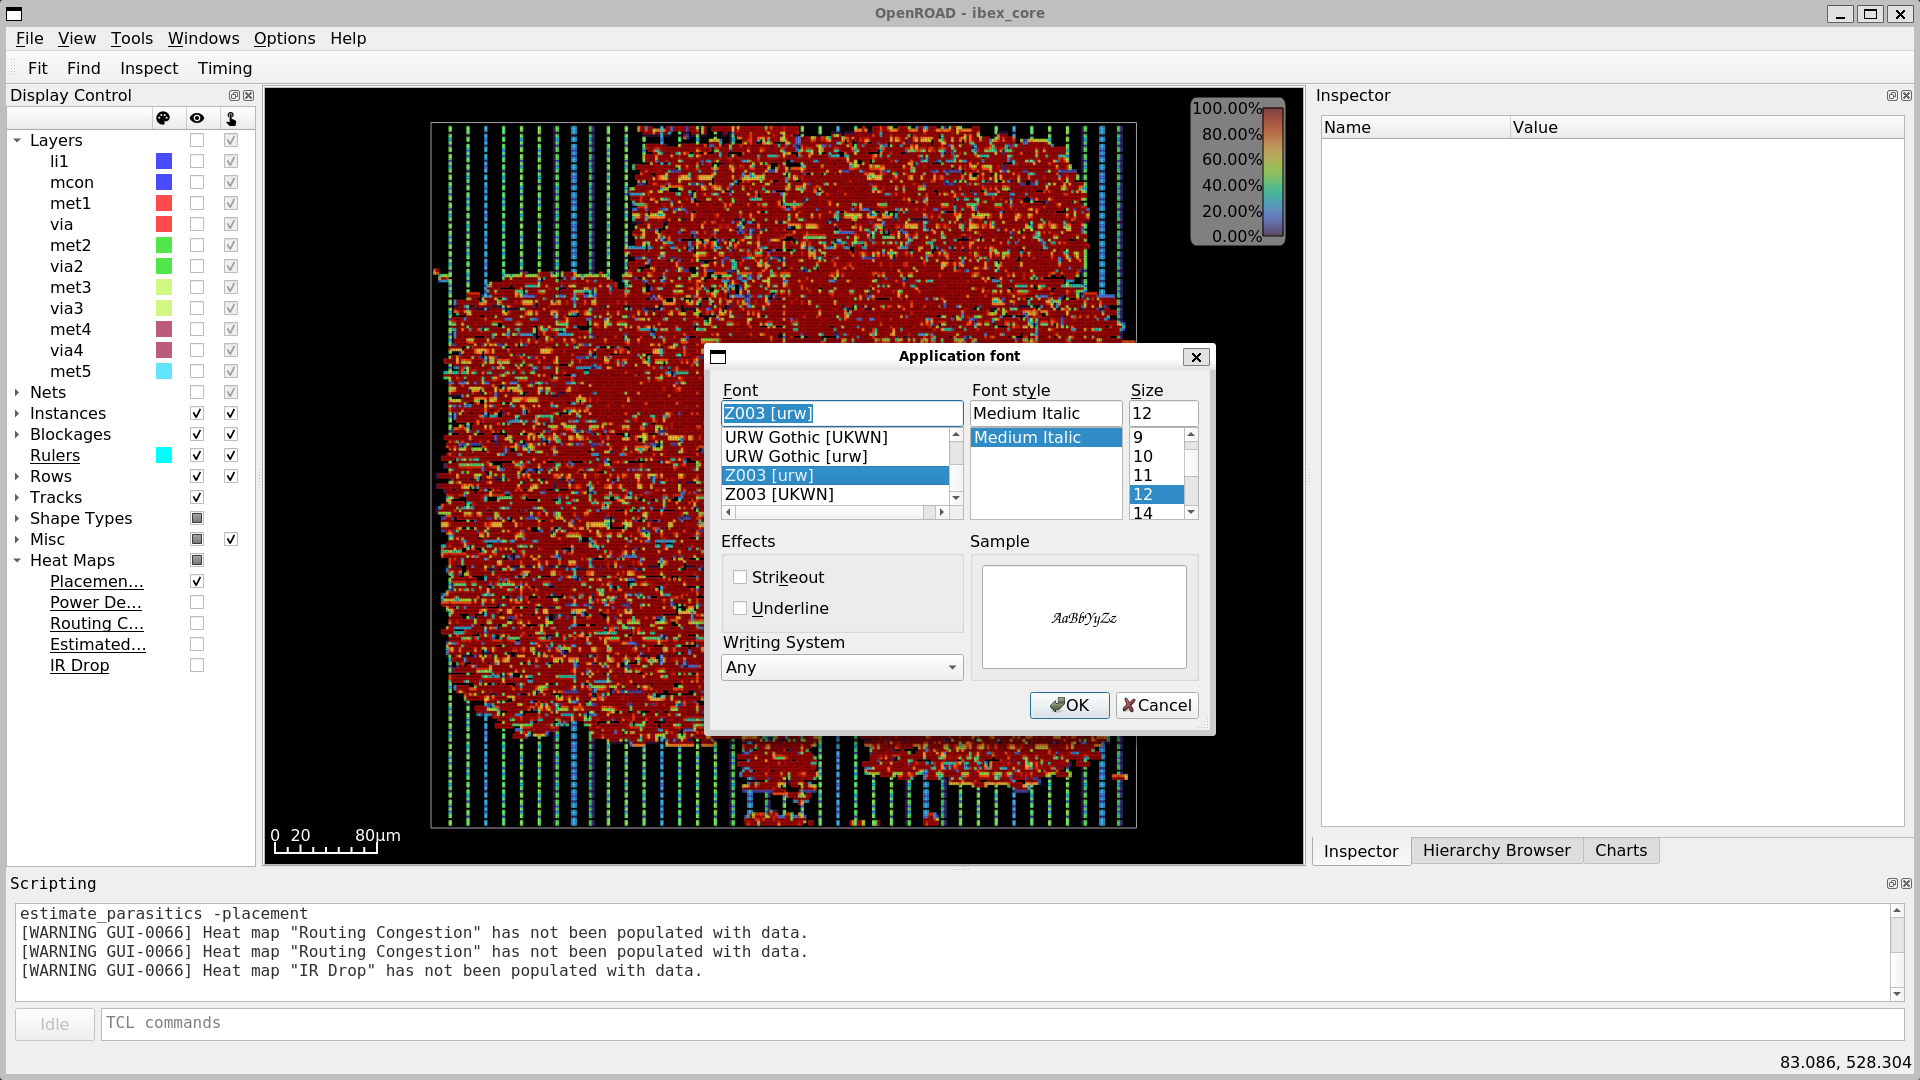 OpenROAD - ibex_core
File View Tools Windows Options Help
Fit Find Inspect Timing
Display Control
Layers
li1
mcon
met1
via
met2
via2
met3
via3
met4
via4
met5
Nets
Instances
Blockages
Rulers
Rows
Tracks
Shape Types
Misc
Heat Maps
Placemen...
Power De...
Routing C...
Estimated...
IR Drop
100.00%
80.00%
60.00%
40.00%
20.00%
0.00%
0 20 80μm
Application font
Font
Z003 [urw]
URW Gothic [UKWN]
URW Gothic [urw]
Z003 [urw]
Z003 [UKWN]
Font style
Medium Italic
Medium Italic
Size
12
9
10
11
12
14
Effects
Strikeout
Underline
Writing System
Any
Sample
AaBbYyZz
OK
Cancel
Inspector
Name Value
Inspector Hierarchy Browser Charts
Scripting
estimate_parasitics -placement
[WARNING GUI-0066] Heat map "Routing Congestion" has not been populated with data.
[WARNING GUI-0066] Heat map "Routing Congestion" has not been populated with data.
[WARNING GUI-0066] Heat map "IR Drop" has not been populated with data.
Idle
TCL commands
83.086, 528.304